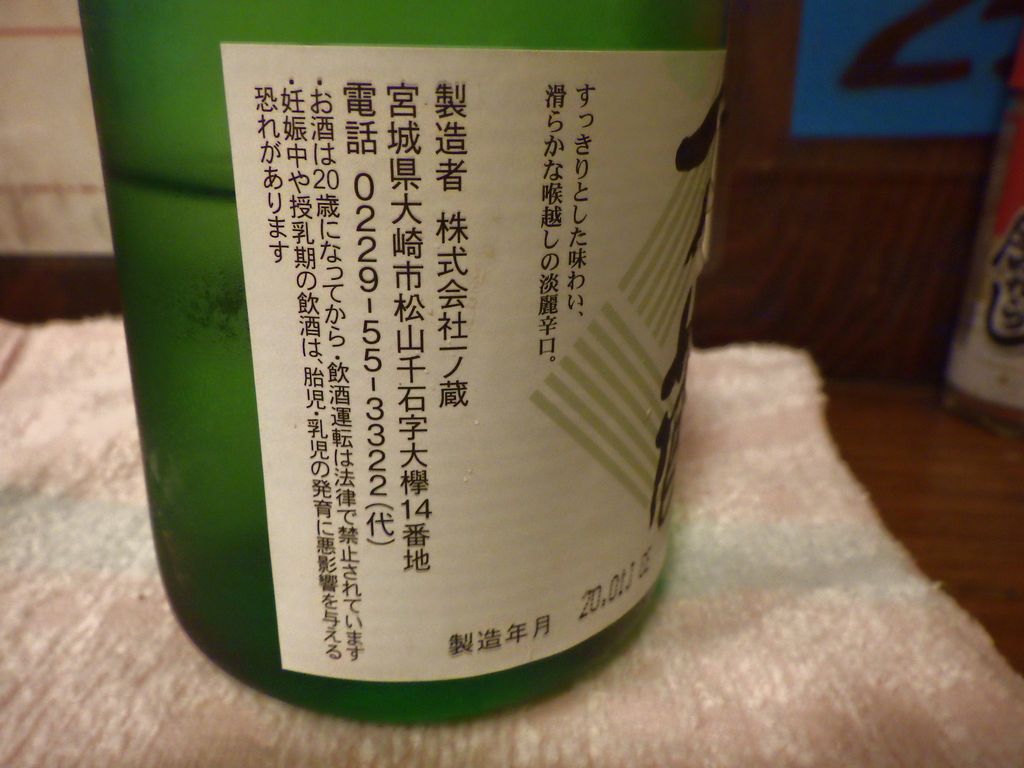 すっきりとした味わい、
滑らかな喉越しの淡麗辛口。
製造者 株式会社一ノ蔵
宮城県大崎市松山千石字大欅14番地
電話 0229-55-3322(代)
・お酒は20歳になってから・飲酒運転は法律で禁止されています
・妊娠中や授乳期の飲酒は、胎児・乳児の発育に悪影響を与える
恐れがあります
製造年月
20.01